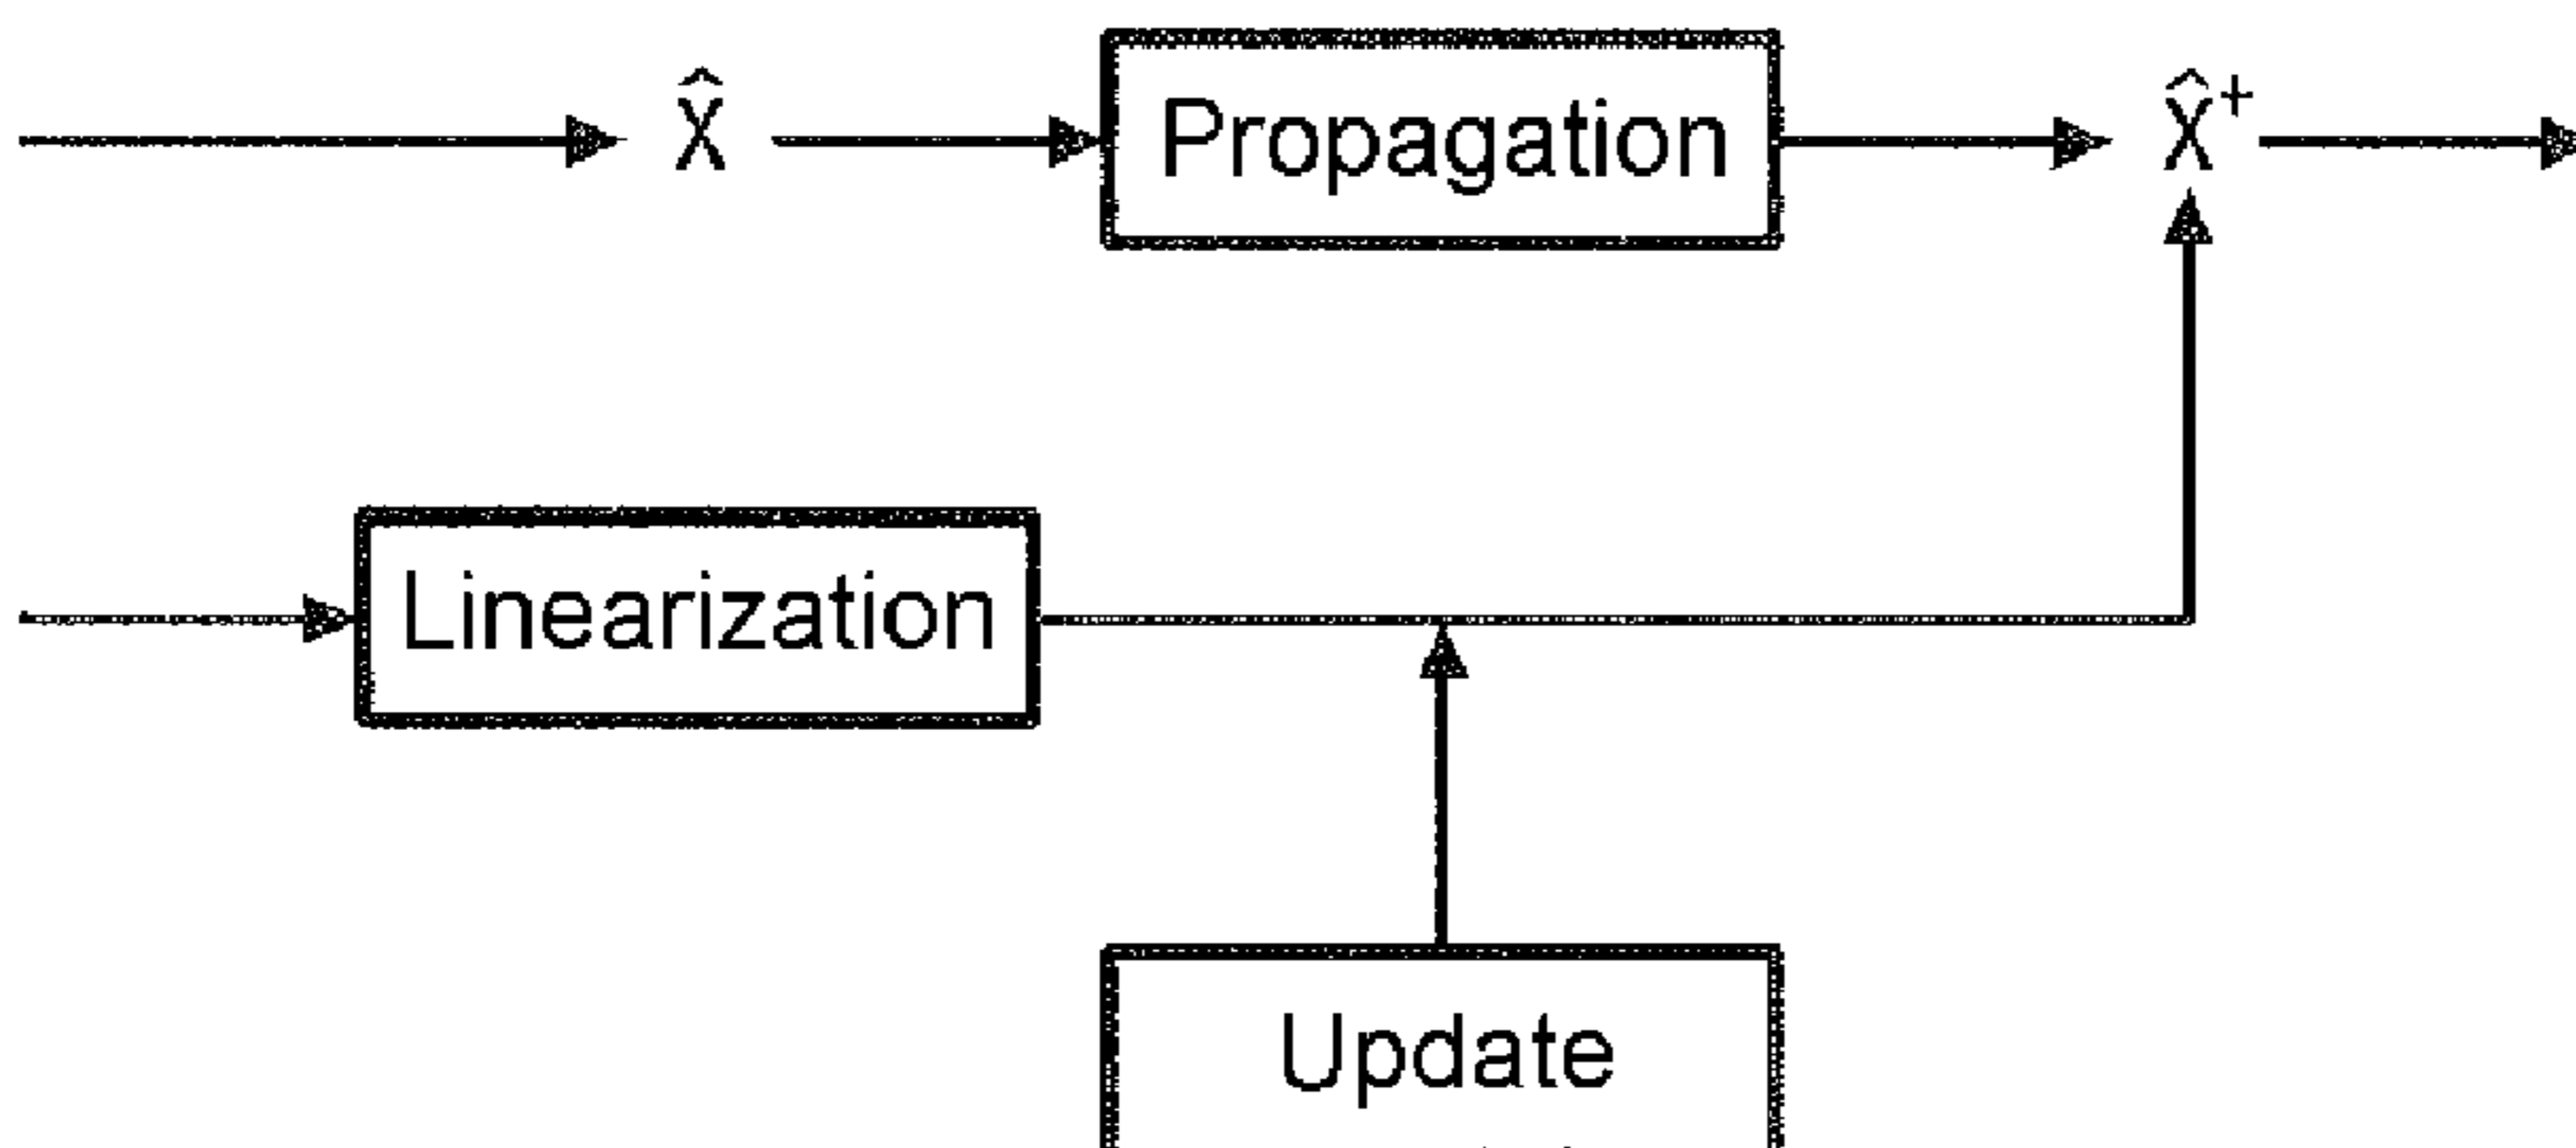 X̂ Propagation X̂⁺
Linearization
Update